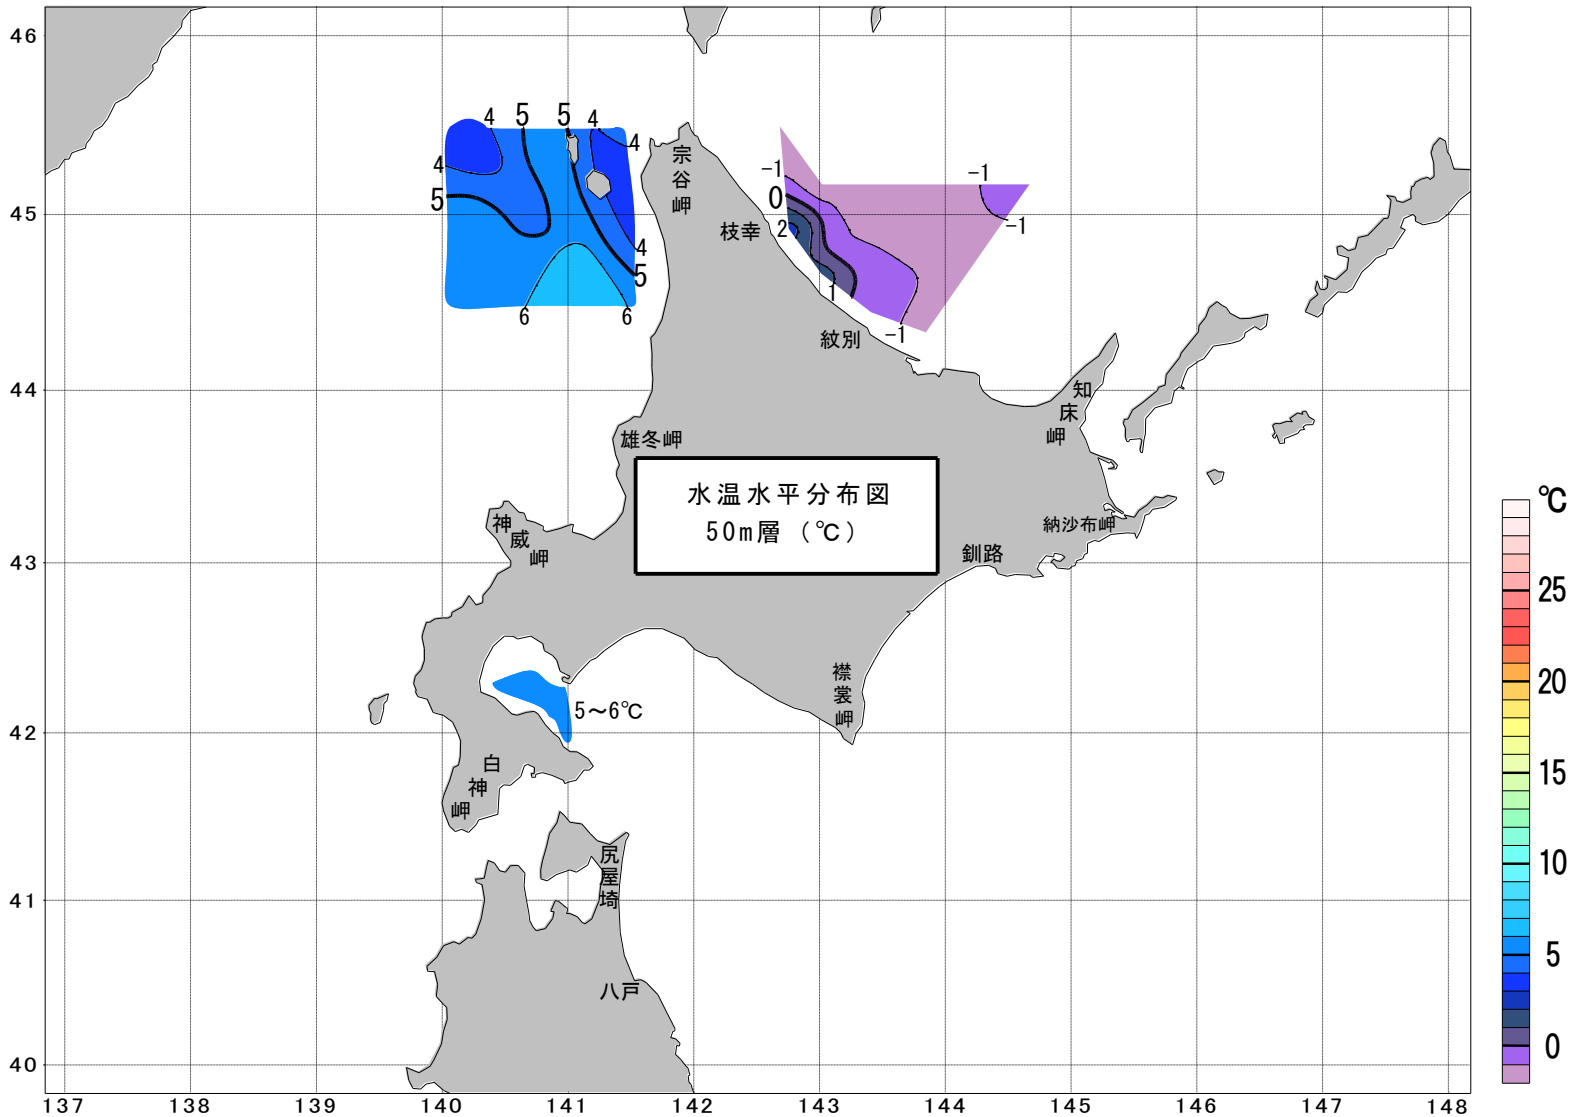 46
45
44
43
42
41
40
137 138 139 140 141 142 143 144 145 146 147 148
4 5 5 4
4
4
5
4
5
6 6
-1
0
2
1
-1
-1
-1
宗谷岬
枝幸
紋別
知床岬
雄冬岬
水温水平分布図
50m層 (℃)
神威岬
納沙布岬
釧路
襟裳岬
5～6℃
白神岬
尻屋埼
八戸
℃
25
20
15
10
5
0